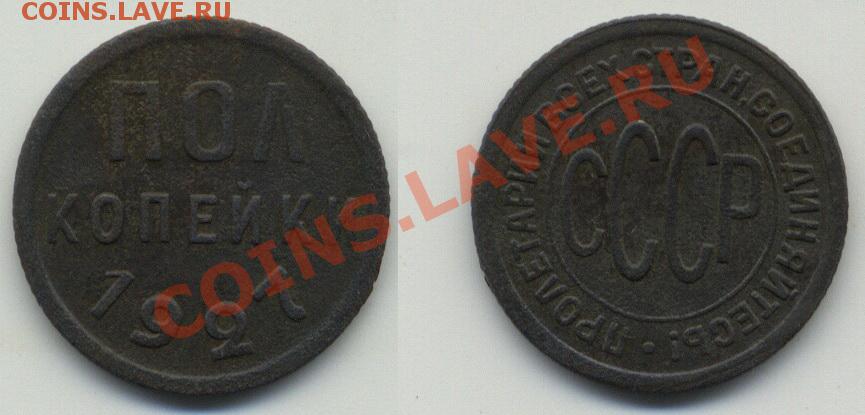 COINS.LAVE.RU
ПОЛ
КОПЕЙКИ
1927
ПРОЛЕТАРИИ ВСЕХ СТРАН, СОЕДИНЯЙТЕСЬ!
СССР
COINS.LAVE.RU